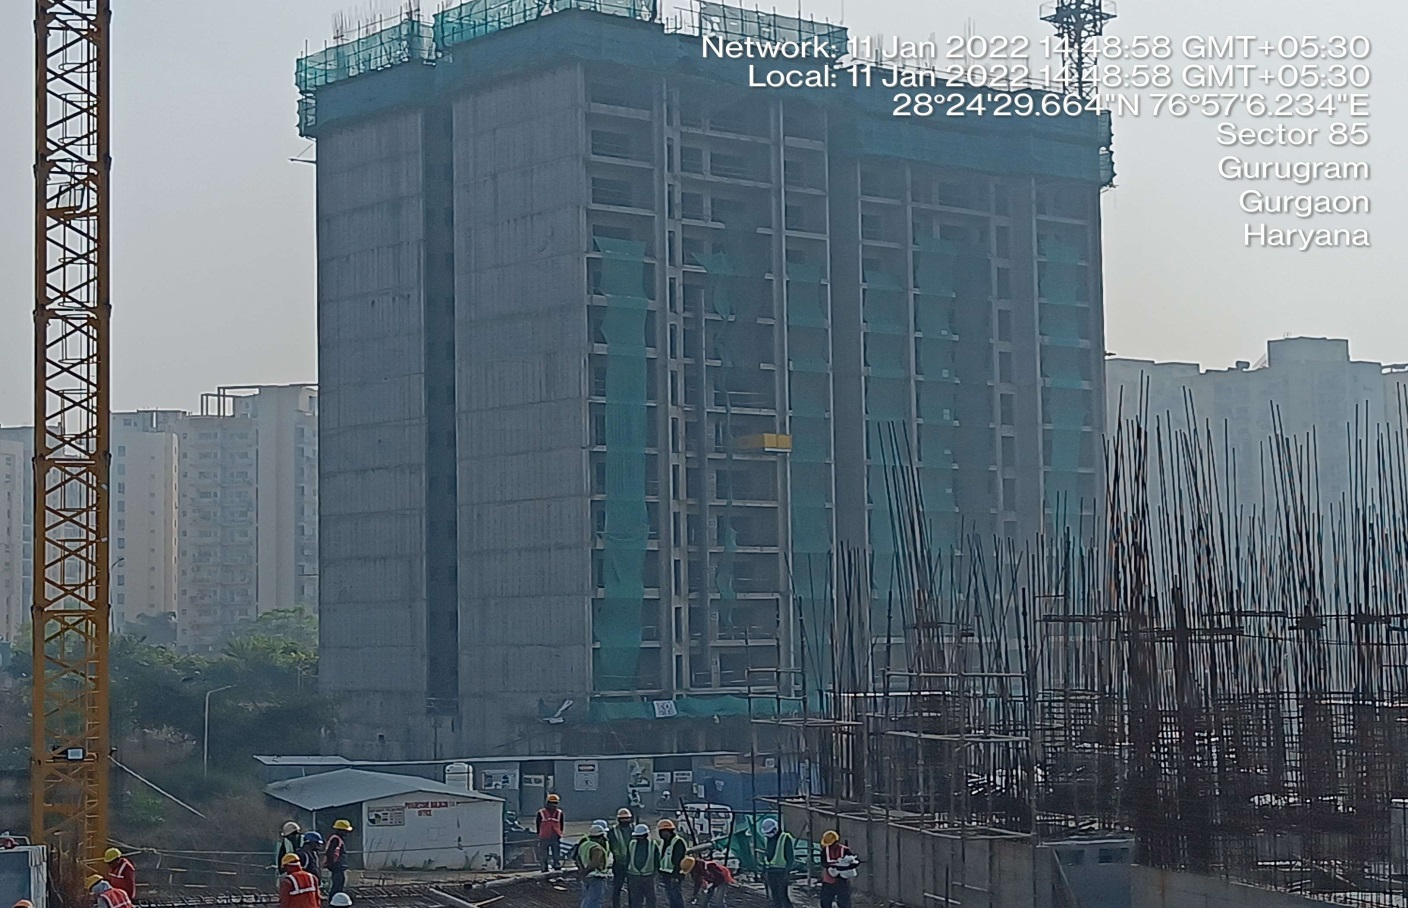 Network: 11 Jan 2022 14:48:58 GMT+05:30
Local: 11 Jan 2022 14:48:58 GMT+05:30
28°24'29.664"N 76°57'6.234"E
Sector 85
Gurugram
Gurgaon
Haryana
OFFICE